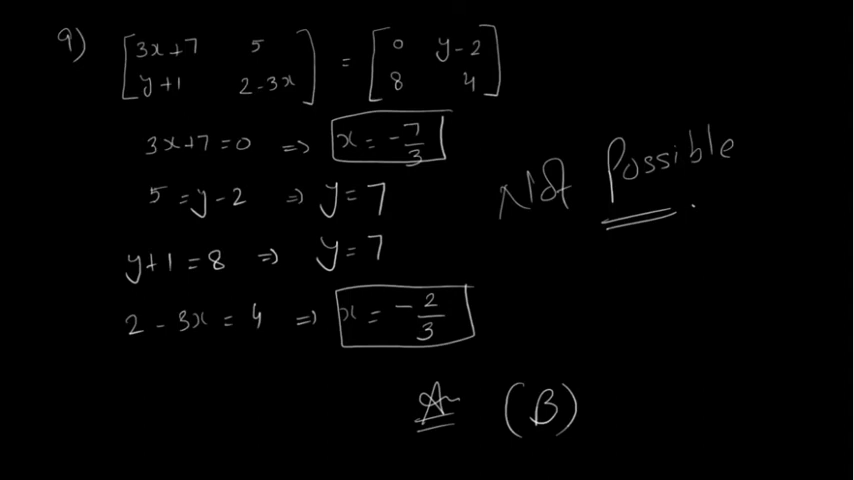 9) [3x+7 5 = [0 y-2
y+1 2-3x] 8 4]
3x+7=0 => x = -7/3
Not Possible.
5 = y-2 => y = 7
y+1 = 8 => y = 7
2 - 3x = 4 => x = -2/3
A (B)